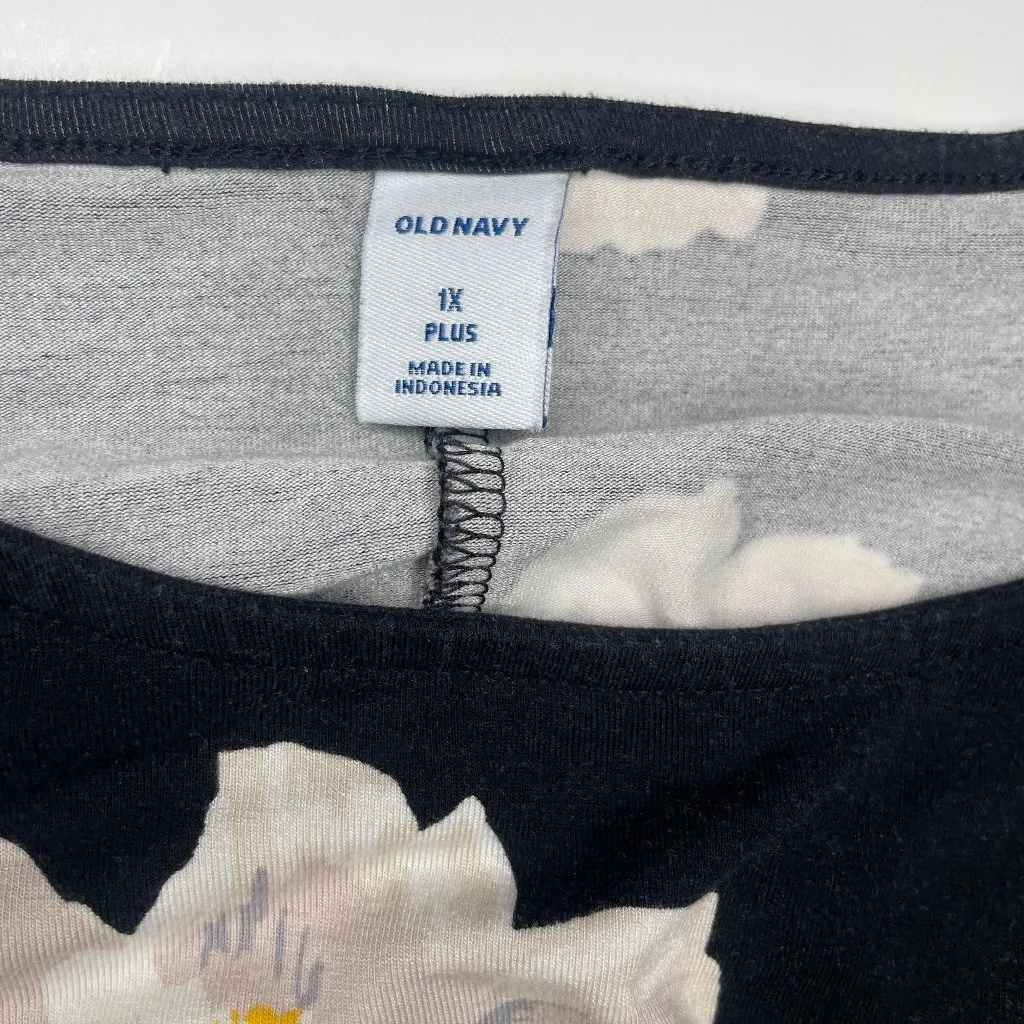 OLD NAVY
1X
PLUS
MADE IN
INDONESIA